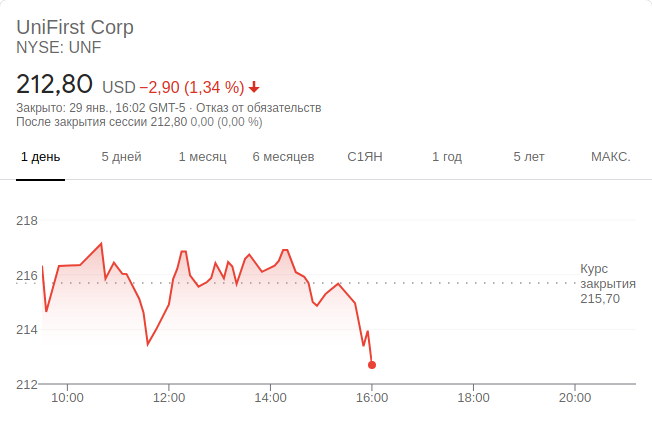 UniFirst Corp
NYSE: UNF
212,80 USD −2,90 (1,34 %)
Закрыто: 29 янв., 16:02 GMT-5 · Отказ от обязательств
После закрытия сессии 212,80 0,00 (0,00 %)
1 день 5 дней 1 месяц 6 месяцев С1ЯН 1 год 5 лет МАКС.
218
216
214
212
Курс
закрытия
215,70
10:00 12:00 14:00 16:00 18:00 20:00